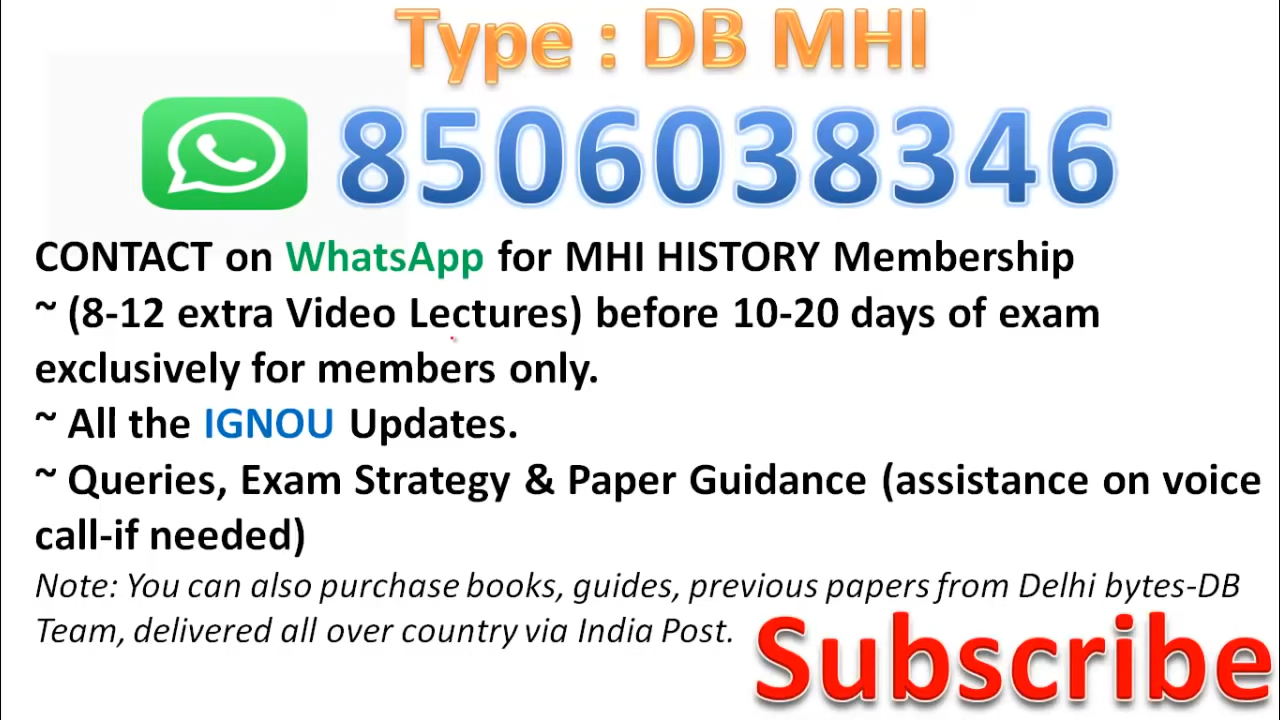 Type : DB MHI
8506038346
CONTACT on WhatsApp for MHI HISTORY Membership
~ (8-12 extra Video Lectures) before 10-20 days of exam
exclusively for members only.
~ All the IGNOU Updates.
~ Queries, Exam Strategy & Paper Guidance (assistance on voice
call-if needed)
Note: You can also purchase books, guides, previous papers from Delhi bytes-DB
Team, delivered all over country via India Post.
Subscribe